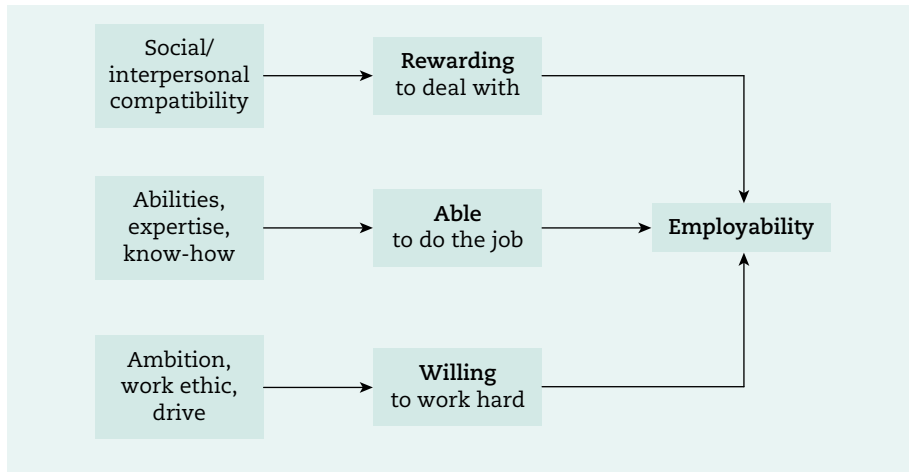 Social/
interpersonal
compatibility
Rewarding
to deal with
Abilities,
expertise,
know-how
Able
to do the job
Employability
Ambition,
work ethic,
drive
Willing
to work hard